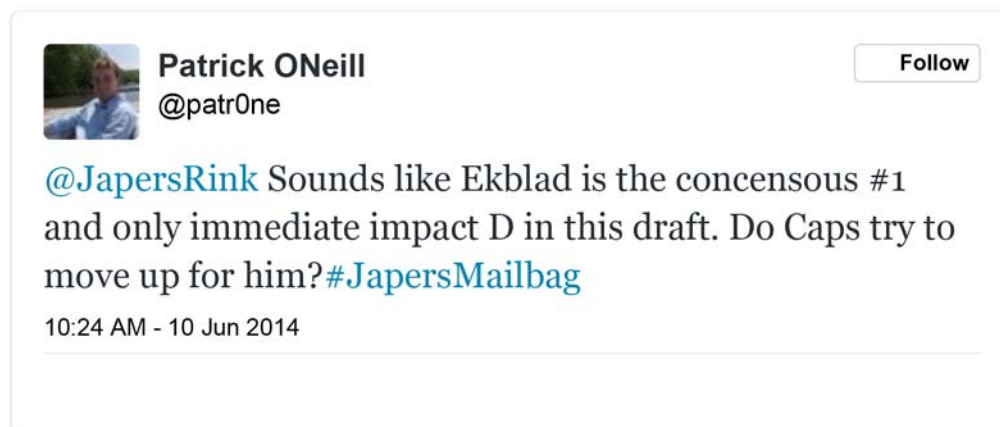 Patrick ONeill
Follow
@patr0ne
@JapersRink Sounds like Ekblad is the concensous #1
and only immediate impact D in this draft. Do Caps try to
move up for him?#JapersMailbag
10:24 AM - 10 Jun 2014